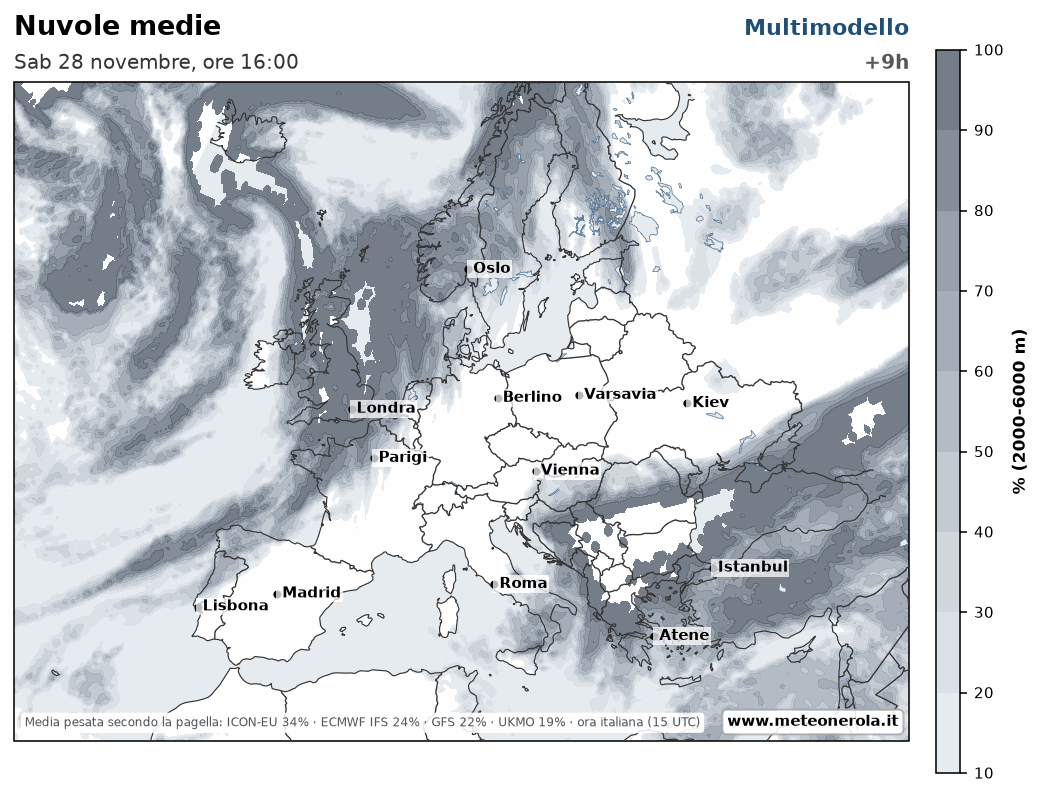 Nuvole medie
Multimodello
Sab 28 novembre, ore 16:00
+9h
100
90
80
70
60
50
40
30
20
10
% (2000-6000 m)
Oslo
Berlino
Varsavia
Kiev
Londra
Parigi
Vienna
Istanbul
Roma
Madrid
Lisbona
Atene
Media pesata secondo la pagella: ICON-EU 34% · ECMWF IFS 24% · GFS 22% · UKMO 19% · ora italiana (15 UTC)
www.meteonerola.it